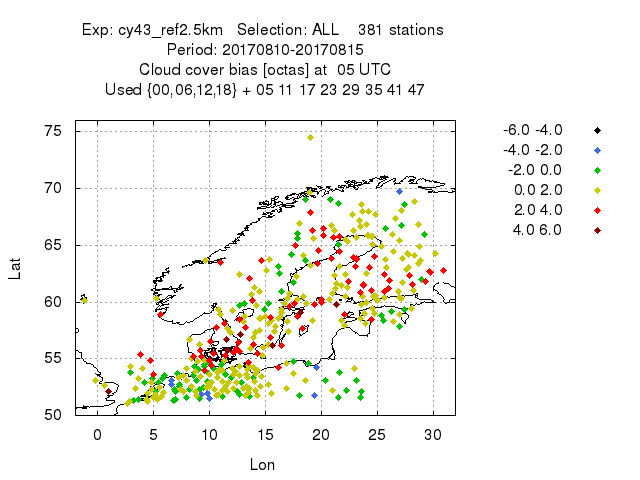 Exp: cy43_ref2.5km Selection: ALL 381 stations
Period: 20170810-20170815
Cloud cover bias [octas] at 05 UTC
Used {00,06,12,18} + 05 11 17 23 29 35 41 47
75
70
65
60
55
50
Lat
0 5 10 15 20 25 30
Lon
-6.0 -4.0
-4.0 -2.0
-2.0 0.0
0.0 2.0
2.0 4.0
4.0 6.0